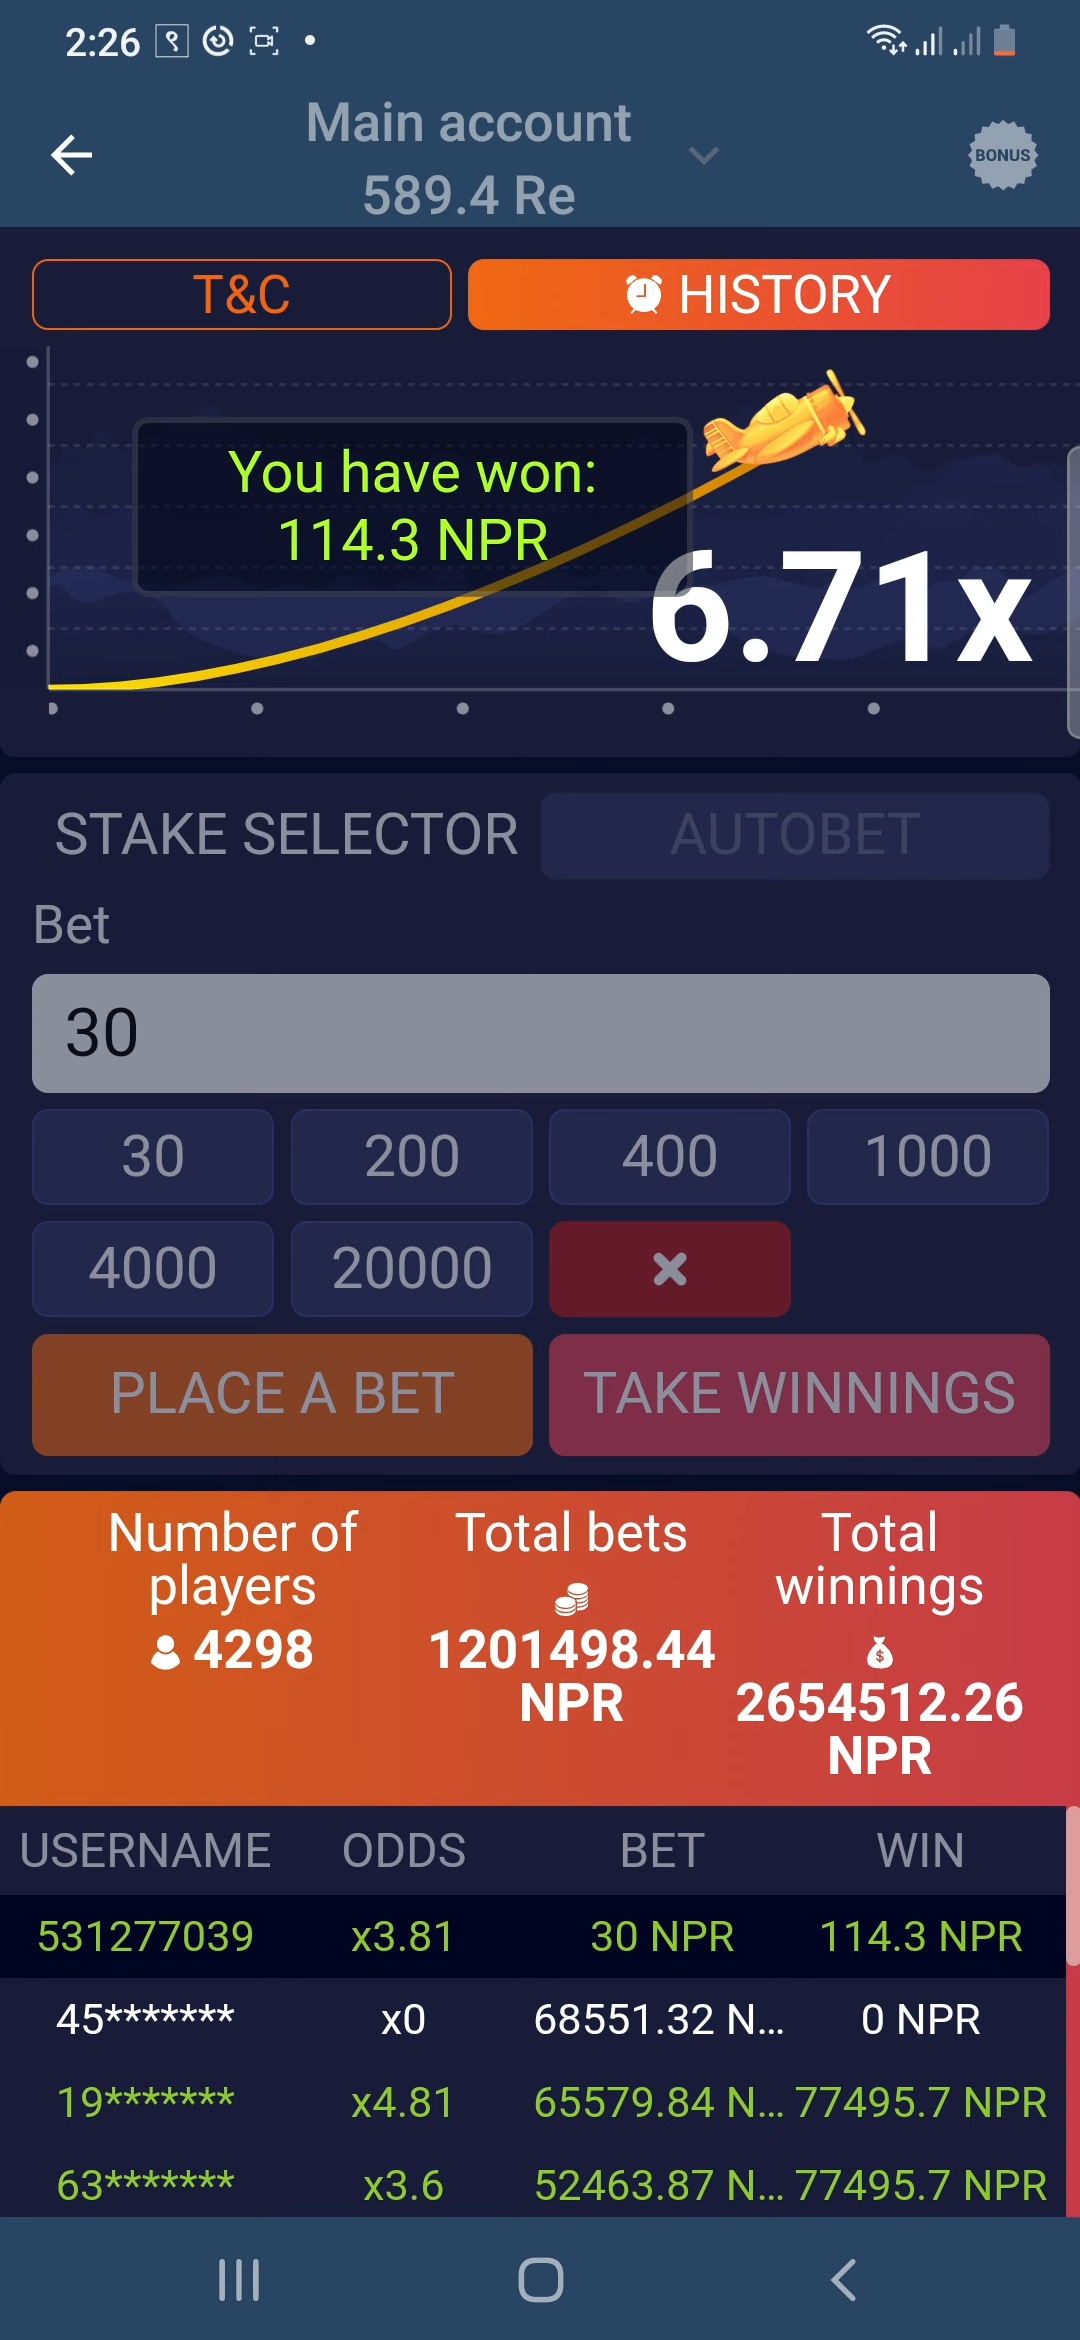 2:26
Main account
589.4 Re
BONUS
T&C
HISTORY
You have won:
114.3 NPR
6.71x
STAKE SELECTOR
AUTOBET
Bet
30
30 200 400 1000
4000 20000
PLACE A BET
TAKE WINNINGS
Number of players
4298
Total bets
1201498.44 NPR
Total winnings
2654512.26 NPR
USERNAME ODDS BET WIN
531277039 x3.81 30 NPR 114.3 NPR
45******* x0 68551.32 N... 0 NPR
19******* x4.81 65579.84 N... 77495.7 NPR
63******* x3.6 52463.87 N... 77495.7 NPR